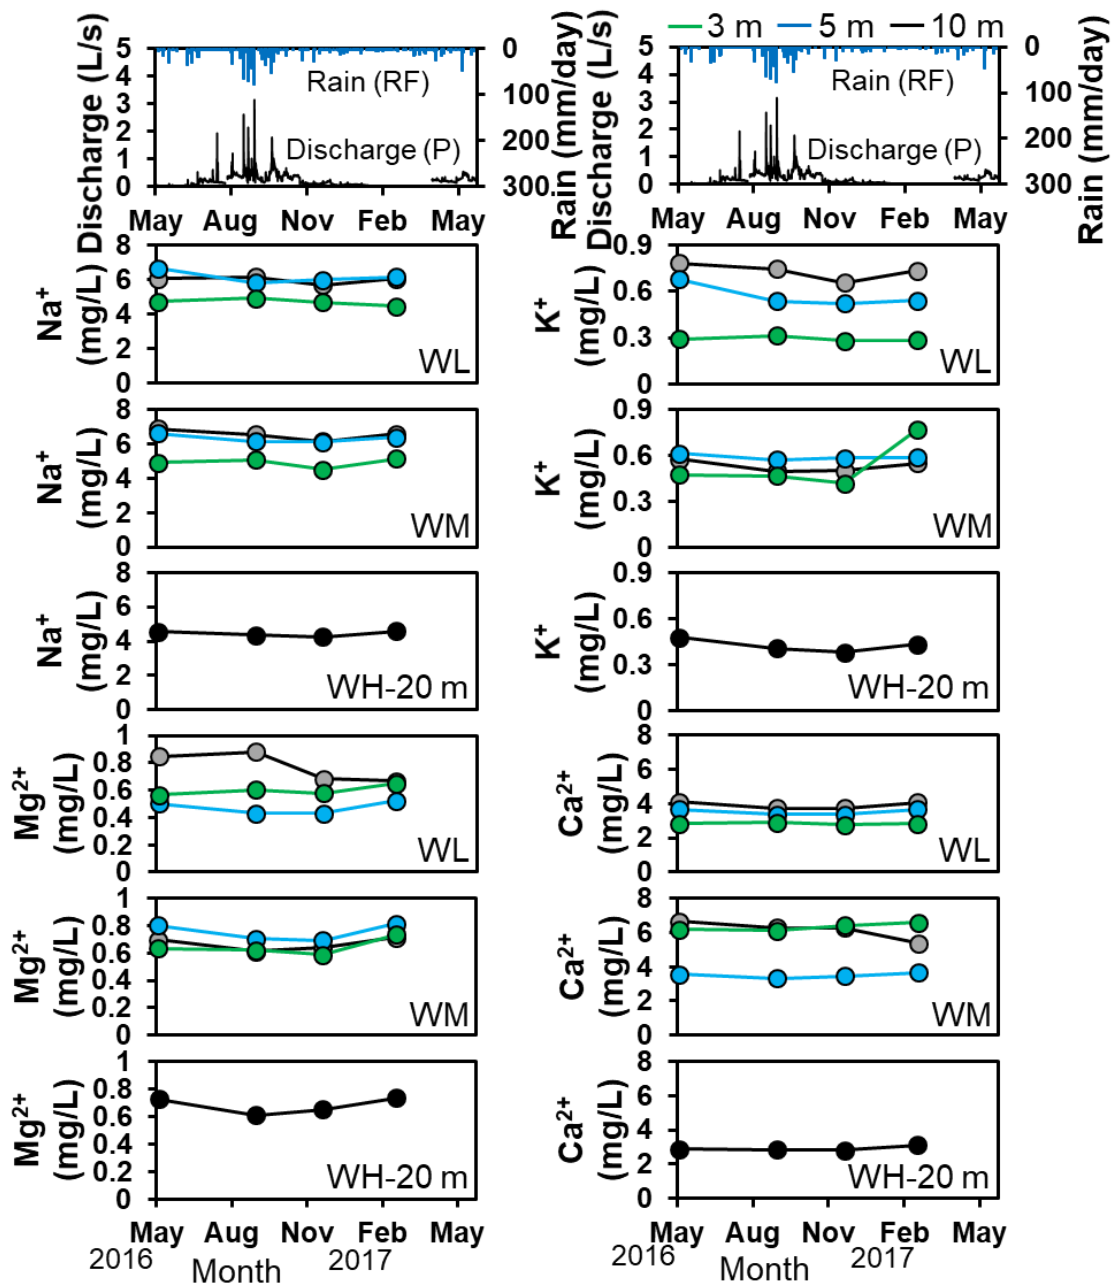 3 m 5 m 10 m
Discharge (L/s)
5
4
3
2
1
0
Rain (RF)
Discharge (P)
0
100
200
300
Rain (mm/day)
May Aug Nov Feb May
Discharge (L/s)
5
4
3
2
1
0
Rain (RF)
Discharge (P)
0
100
200
300
Rain (mm/day)
May Aug Nov Feb May
Na⁺
(mg/L)
8
6
4
2
0
WL
K⁺
(mg/L)
0.9
0.6
0.3
0
WL
Na⁺
(mg/L)
8
6
4
2
0
WM
K⁺
(mg/L)
0.9
0.6
0.3
0
WM
Na⁺
(mg/L)
8
6
4
2
0
WH-20 m
K⁺
(mg/L)
0.9
0.6
0.3
0
WH-20 m
Mg²⁺
(mg/L)
1
0.8
0.6
0.4
0.2
0
WL
Ca²⁺
(mg/L)
8
6
4
2
0
WL
Mg²⁺
(mg/L)
1
0.8
0.6
0.4
0.2
0
WM
Ca²⁺
(mg/L)
8
6
4
2
0
WM
Mg²⁺
(mg/L)
1
0.8
0.6
0.4
0.2
0
WH-20 m
May Aug Nov Feb May
2016 Month 2017
Ca²⁺
(mg/L)
8
6
4
2
0
WH-20 m
May Aug Nov Feb May
2016 Month 2017